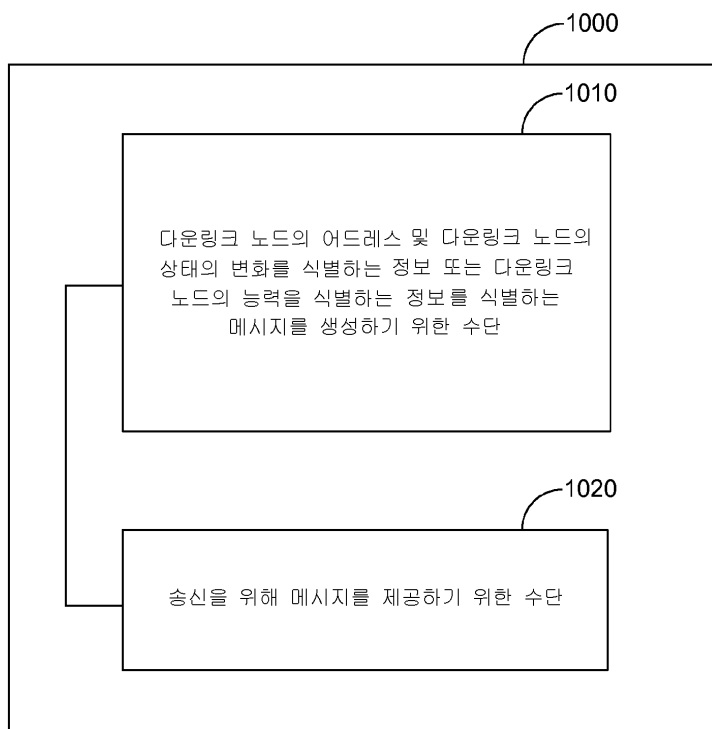 1000
1010
다운링크 노드의 어드레스 및 다운링크 노드의
상태의 변화를 식별하는 정보 또는 다운링크
노드의 능력을 식별하는 정보를 식별하는
메시지를 생성하기 위한 수단
1020
송신을 위해 메시지를 제공하기 위한 수단